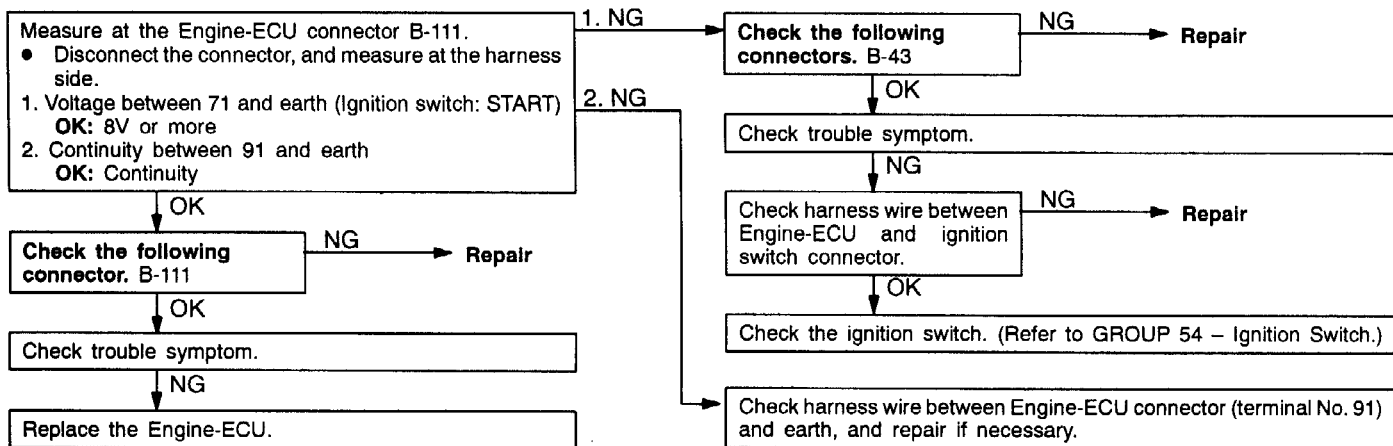 Measure at the Engine-ECU connector B-111.
● Disconnect the connector, and measure at the harness
side.
1. Voltage between 71 and earth (Ignition switch: START)
OK: 8V or more
2. Continuity between 91 and earth
OK: Continuity
OK
Check the following
connector. B-111
NG
Repair
OK
Check trouble symptom.
NG
Replace the Engine-ECU.
1. NG
Check the following
connectors. B-43
NG
Repair
OK
Check trouble symptom.
NG
Check harness wire between
Engine-ECU and ignition
switch connector.
NG
Repair
OK
Check the ignition switch. (Refer to GROUP 54 – Ignition Switch.)
2. NG
Check harness wire between Engine-ECU connector (terminal No. 91)
and earth, and repair if necessary.